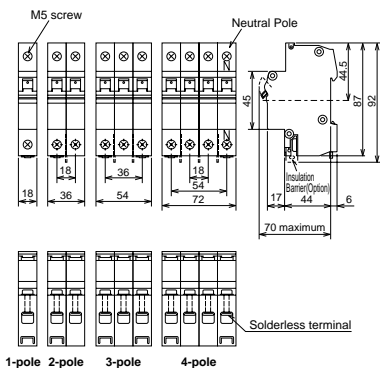 M5 screw
Neutral Pole
N
N
45
44.5
87
92
18
18
36
36
54
18
54
72
Insulation
Barrier(Option)
17
44
6
70 maximum
Solderless terminal
1-pole
2-pole
3-pole
4-pole